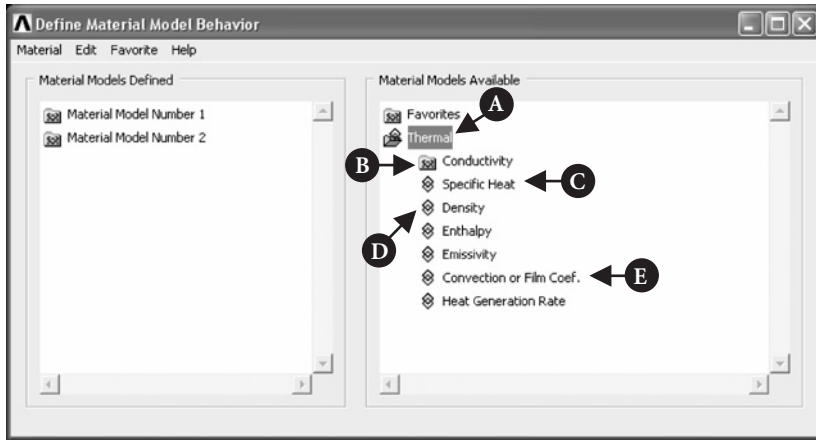 Define Material Model Behavior
Material Edit Favorite Help
Material Models Defined
Material Model Number 1
Material Model Number 2
Material Models Available
Favorites
A
Thermal
B
Conductivity
Specific Heat
C
Density
D
Enthalpy
Emissivity
Convection or Film Coef.
E
Heat Generation Rate